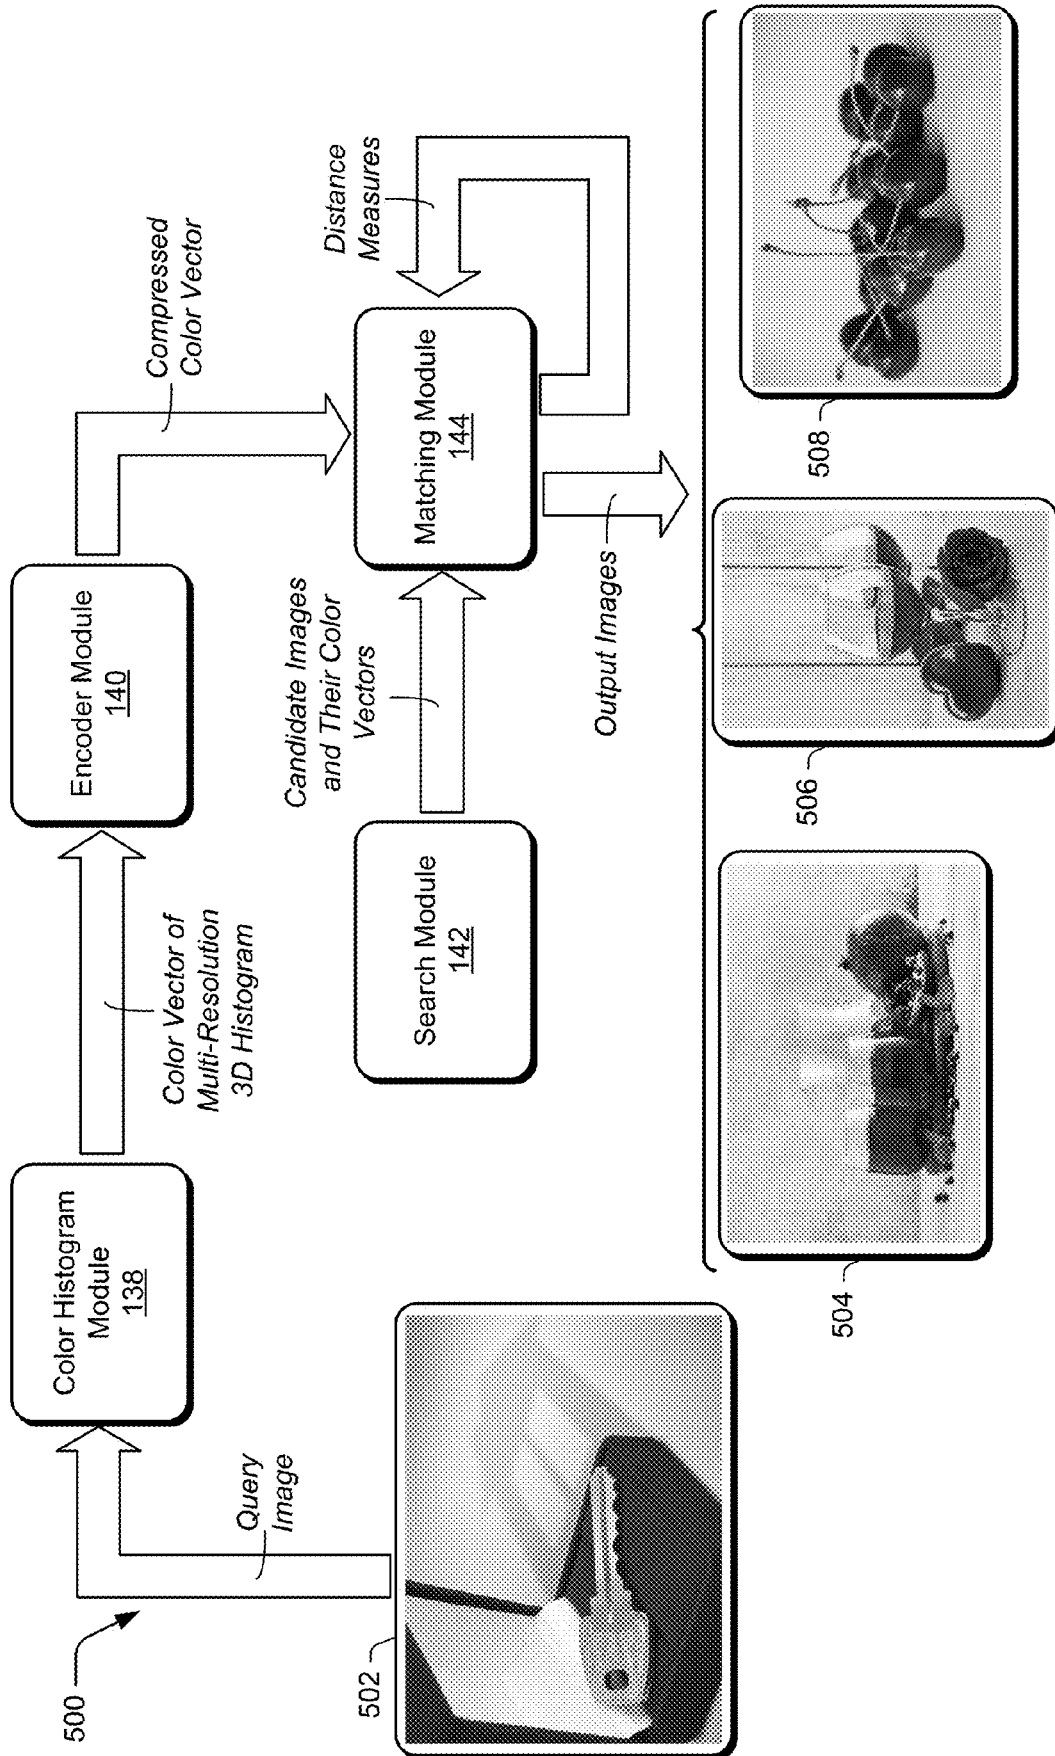 500
Query
Image
Color Histogram
Module
138
Color Vector of
Multi-Resolution
3D Histogram
Encoder Module
140
Compressed
Color Vector
502
Search Module
142
Candidate Images
and Their Color
Vectors
Matching Module
144
Distance
Measures
Output Images
504
506
508